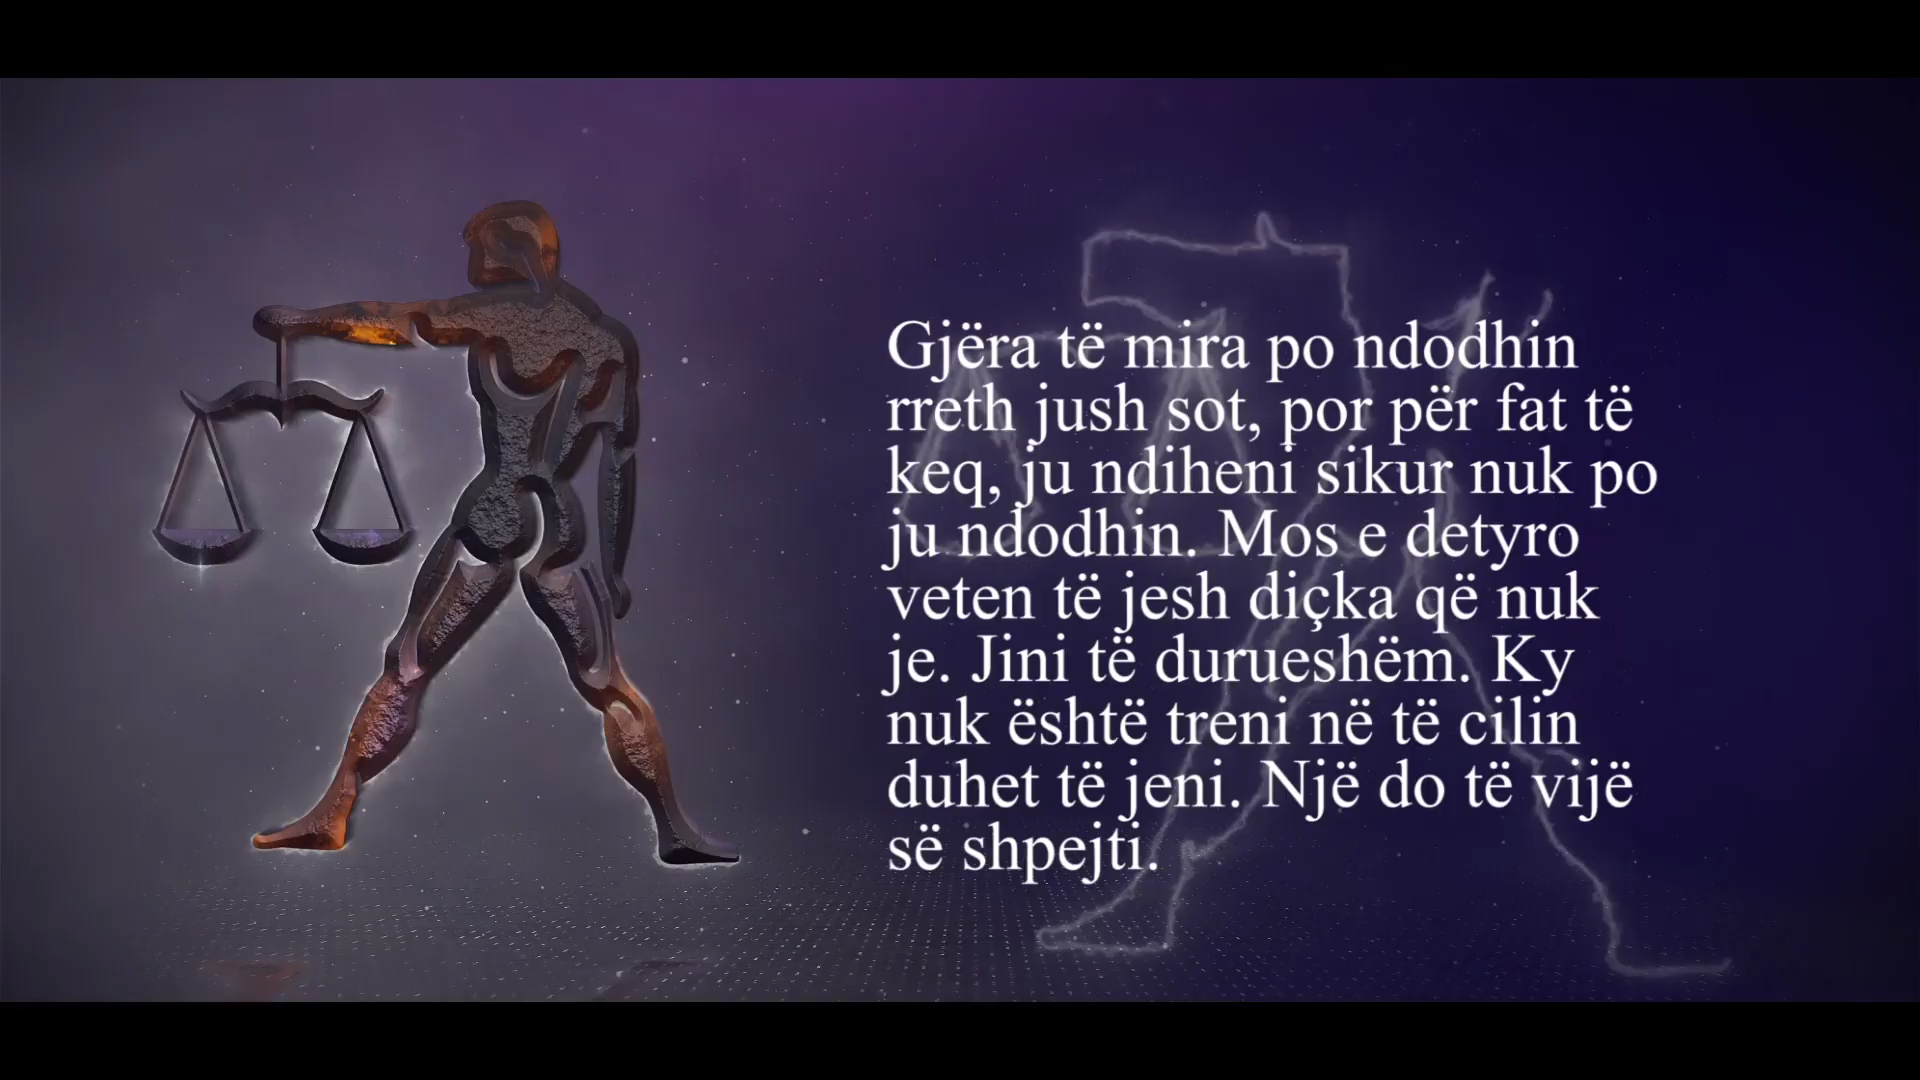 Gjëra të mira po ndodhin
rreth jush sot, por për fat të
keq, ju ndiheni sikur nuk po
ju ndodhin. Mos e detyro
veten të jesh diçka që nuk
je. Jini të durueshëm. Ky
nuk është treni në të cilin
duhet të jeni. Një do të vijë
së shpejti.